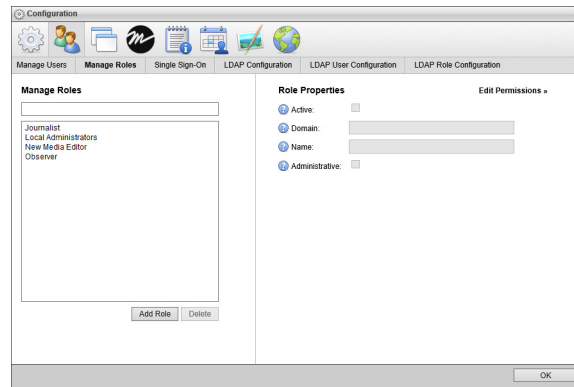 Configuration
Manage Users Manage Roles Single Sign-On LDAP Configuration LDAP User Configuration LDAP Role Configuration
Manage Roles
Journalist
Local Administrators
New Media Editor
Observer
Add Role Delete
Role Properties Edit Permissions »
Active:
Domain:
Name:
Administrative:
OK